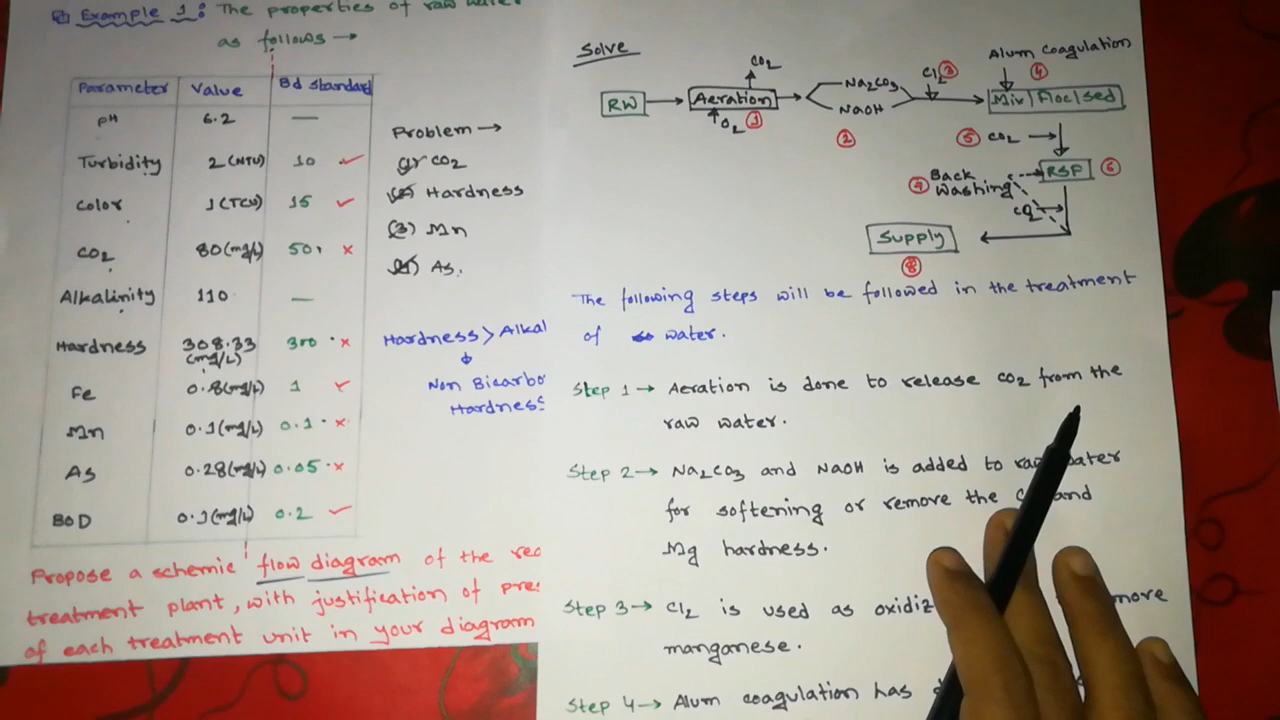 Example 1: The properties of raw water
as follows →
Parameter Value Bd standard
pH 6.2 —
Turbidity 2 (NTU) 10 ✓
Color 1 (TCU) 15 ✓
CO2 80 (mg/L) 50 ×
Alkalinity 110 —
Hardness 308.33 (mg/L) 300 ×
Fe 0.8 (mg/L) 1 ✓
Mn 0.1 (mg/L) 0.1 ×
As 0.28 (mg/L) 0.05 ×
BOD 0.1 (mg/L) 0.2 ✓
Problem →
CO2
Hardness
(3) Mn
As.
Hardness > Alkal
↓
Non Bicarbo
Hardness
Propose a schemic flow diagram of the
treatment plant, with justification of
of each treatment unit in your diagram
Solve
RW → Aeration
CO2
O2 1
Na2CO3
NaOH
2
Cl2 3
Alum Coagulation
4
Mix/Floc/Sed
5 CO2 →
RSF 6
7 Back
Washing
Supply
8
The following steps will be followed in the treatment
of water.
Step 1 → Aeration is done to release CO2 from the
raw water.
Step 2 → Na2CO3 and NaOH is added to raw water
for softening or remove the and
Mg hardness.
Step 3 → Cl2 is used as
manganese.
Step 4 → Alum coagulation has